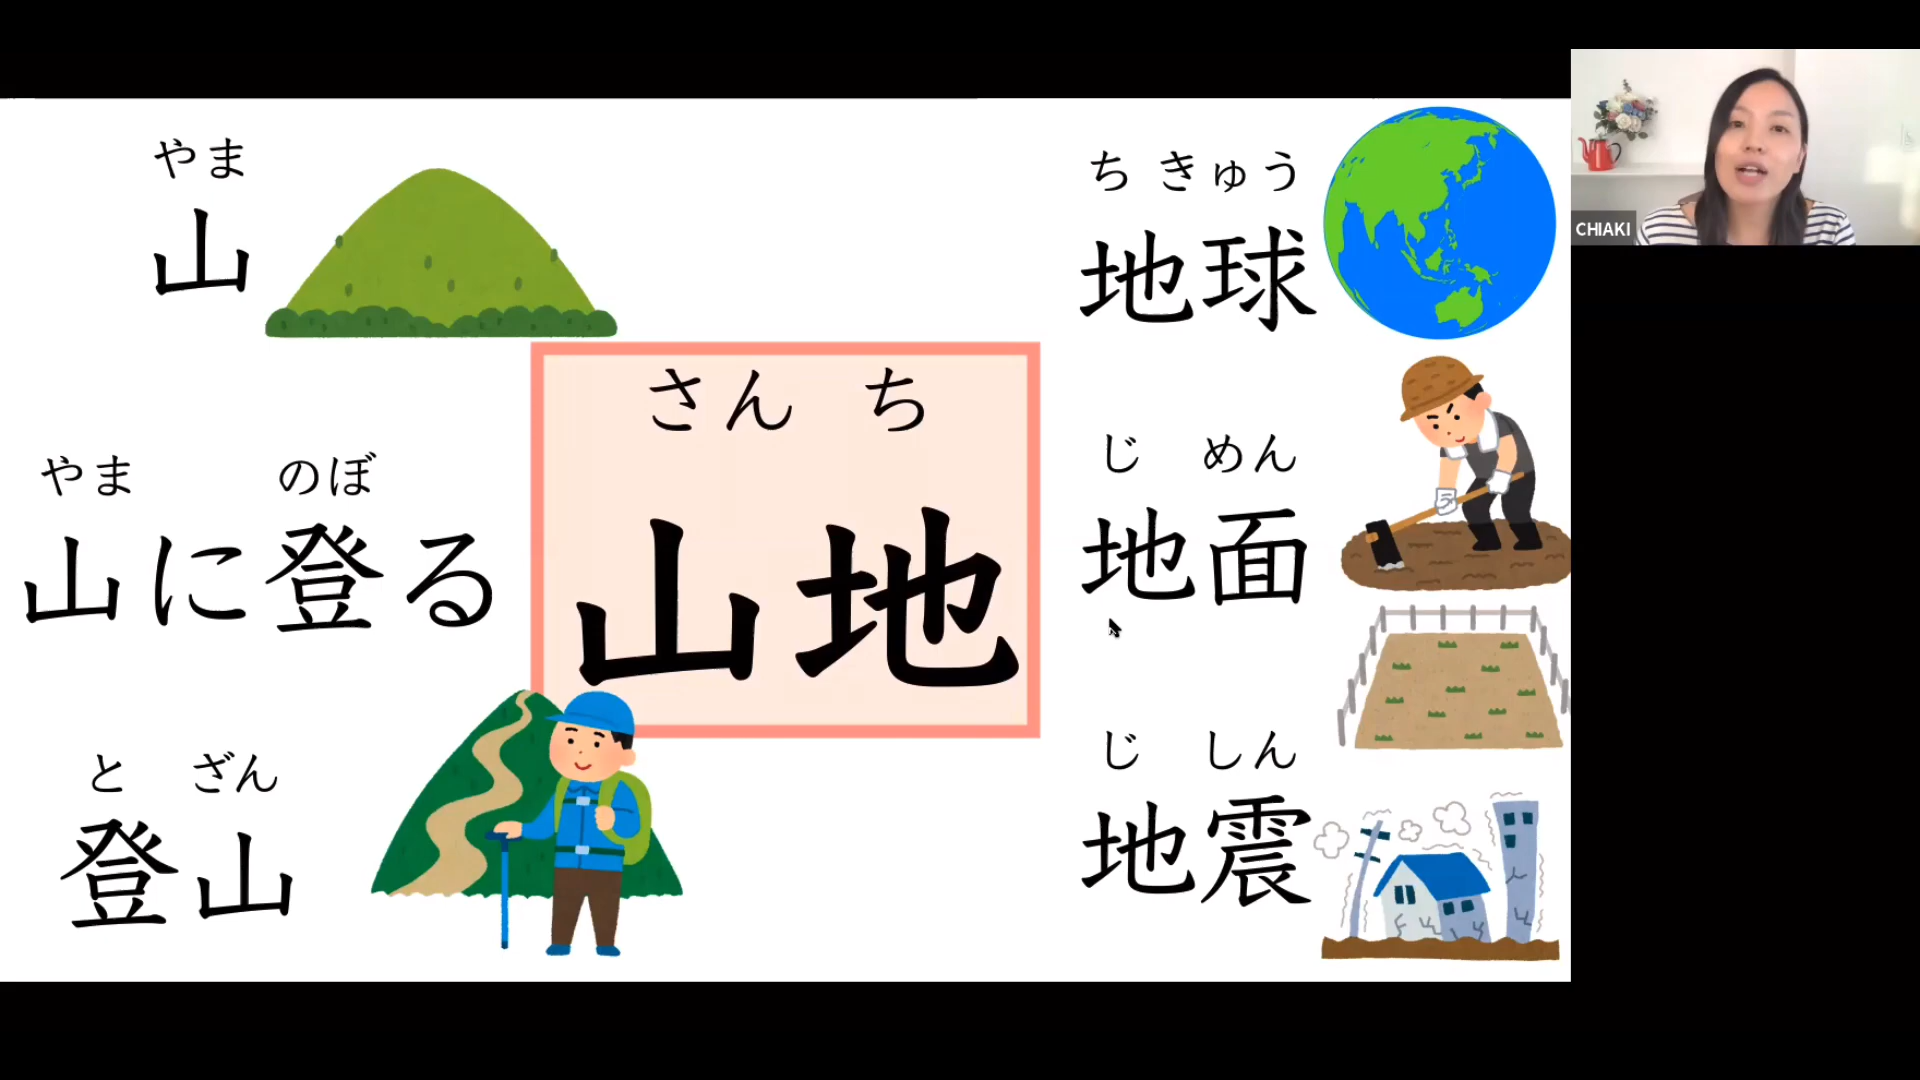 やま
山
やま のぼ
山に登る
と ざん
登山
さん ち
山地
ち きゅう
地球
じ めん
地面
じ しん
地震
CHIAKI